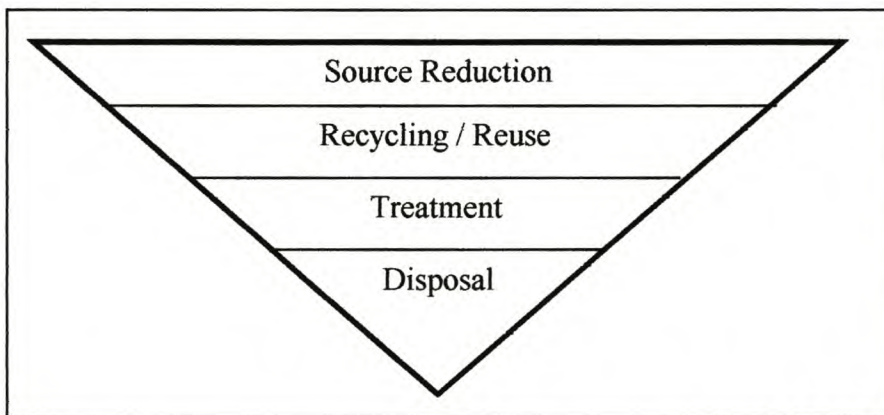 Source Reduction
Recycling / Reuse
Treatment
Disposal